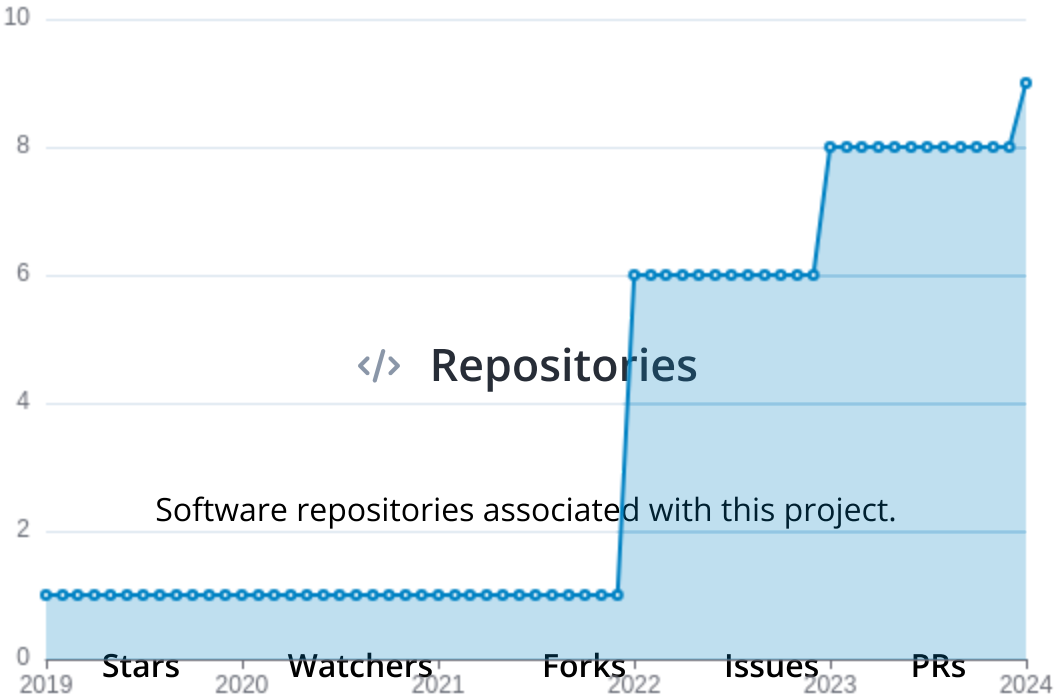 10
8
6
</> Repositories
4
Software repositories associated with this project.
2
0
Stars Watchers Forks Issues PRs
2019 2020 2021 2022 2023 2024